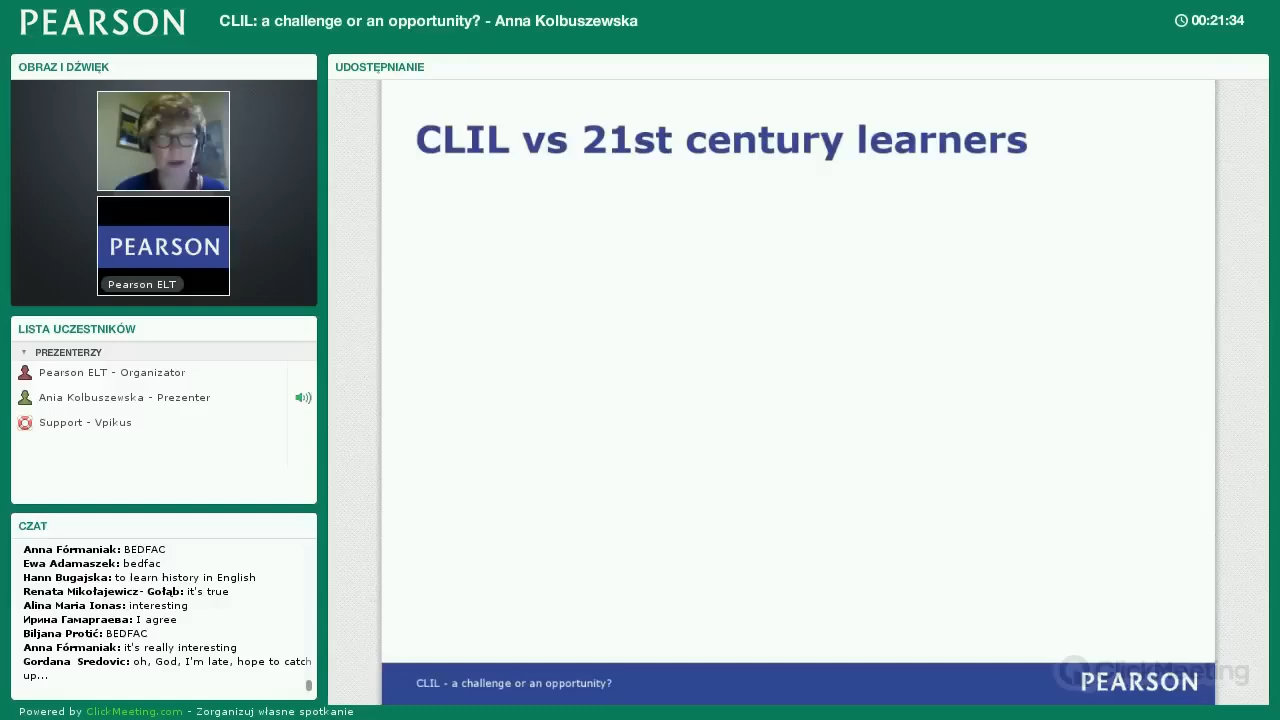 PEARSON
CLIL: a challenge or an opportunity? - Anna Kolbuszewska
00:21:34
OBRAZ I DŹWIĘK
PEARSON
Pearson ELT
LISTA UCZESTNIKÓW
PREZENTERZY
Pearson ELT - Organizator
Ania Kolbuszewska - Prezenter
Support - Vpikus
CZAT
Anna Fórmaniak: BEDFAC
Ewa Adamaszek: bedfac
Hann Bugajska: to learn history in English
Renata Mikołajewicz- Gołąb: it's true
Alina Maria Ionas: interesting
Ирина Гамаргаева: I agree
Biljana Protić: BEDFAC
Anna Fórmaniak: it's really interesting
Gordana Sredovic: oh, God, I'm late, hope to catch
up...
UDOSTĘPNIANIE
CLIL vs 21st century learners
CLIL - a challenge or an opportunity?
ClickMeeting
PEARSON
Powered by ClickMeeting.com - Zorganizuj własne spotkanie